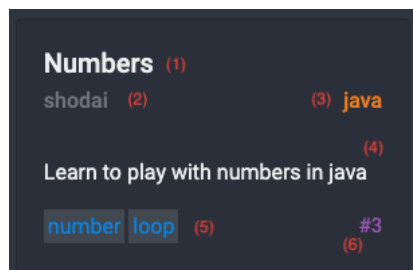 Numbers (1)
shodai (2) (3) java
(4)
Learn to play with numbers in java
number loop (5) #3
(6)